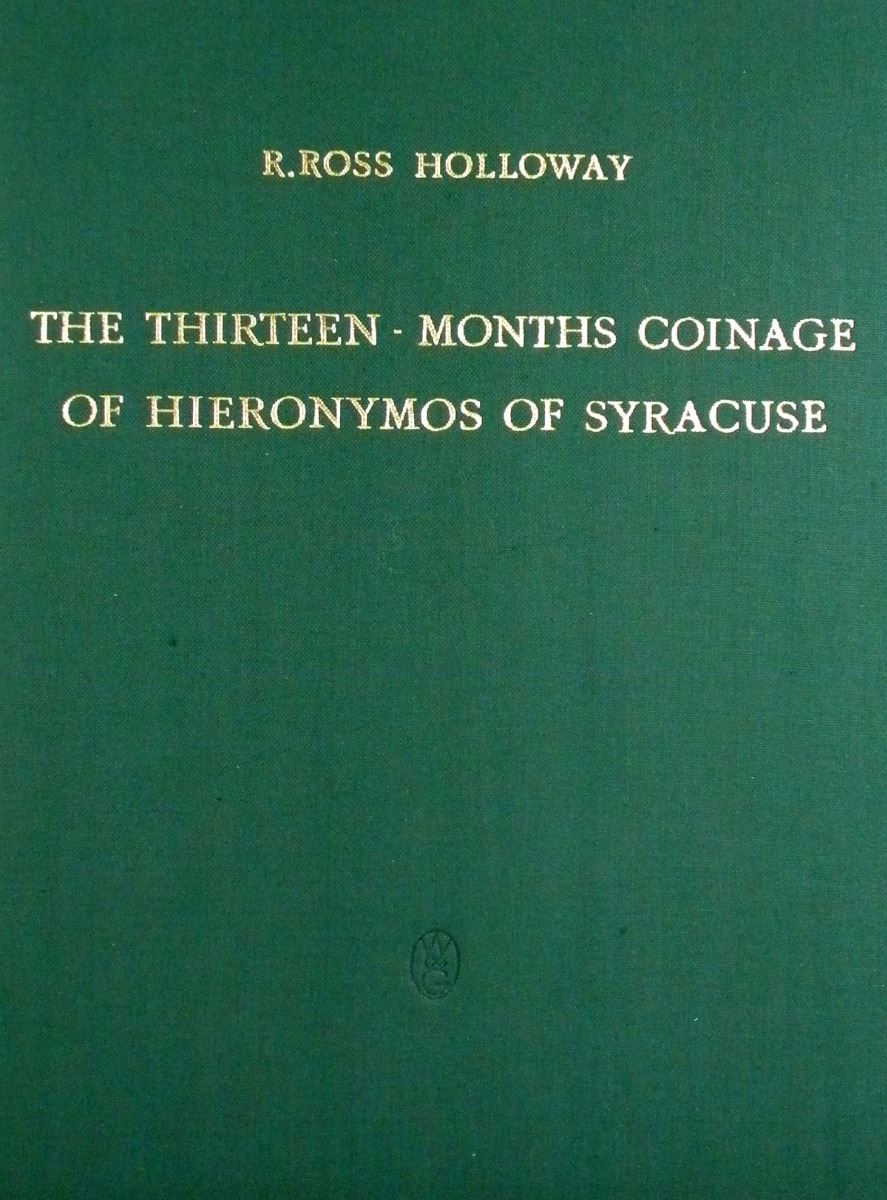 R. ROSS HOLLOWAY
THE THIRTEEN - MONTHS COINAGE
OF HIERONYMOS OF SYRACUSE